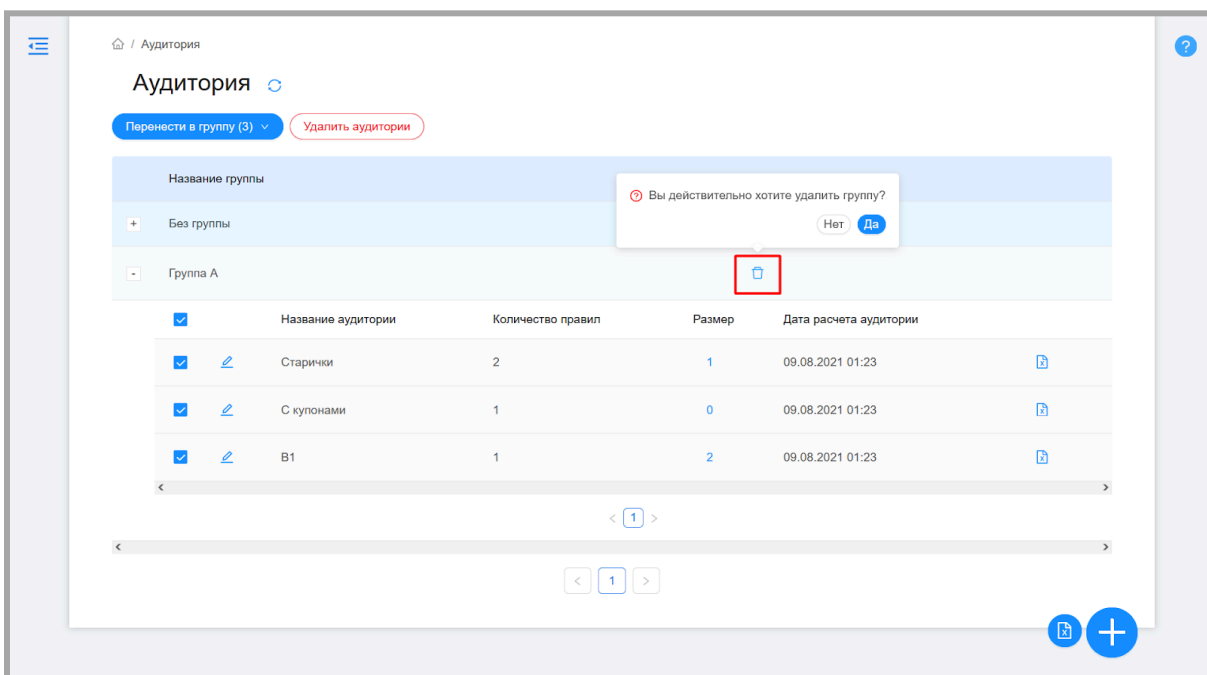 / Аудитория
Аудитория
Перенести в группу (3) Удалить аудитории
Название группы
Вы действительно хотите удалить группу?
Нет Да
+ Без группы
- Группа А
Название аудитории Количество правил Размер Дата расчета аудитории
Старички 2 1 09.08.2021 01:23
С купонами 1 0 09.08.2021 01:23
B1 1 2 09.08.2021 01:23
< 1 >
< 1 >
?